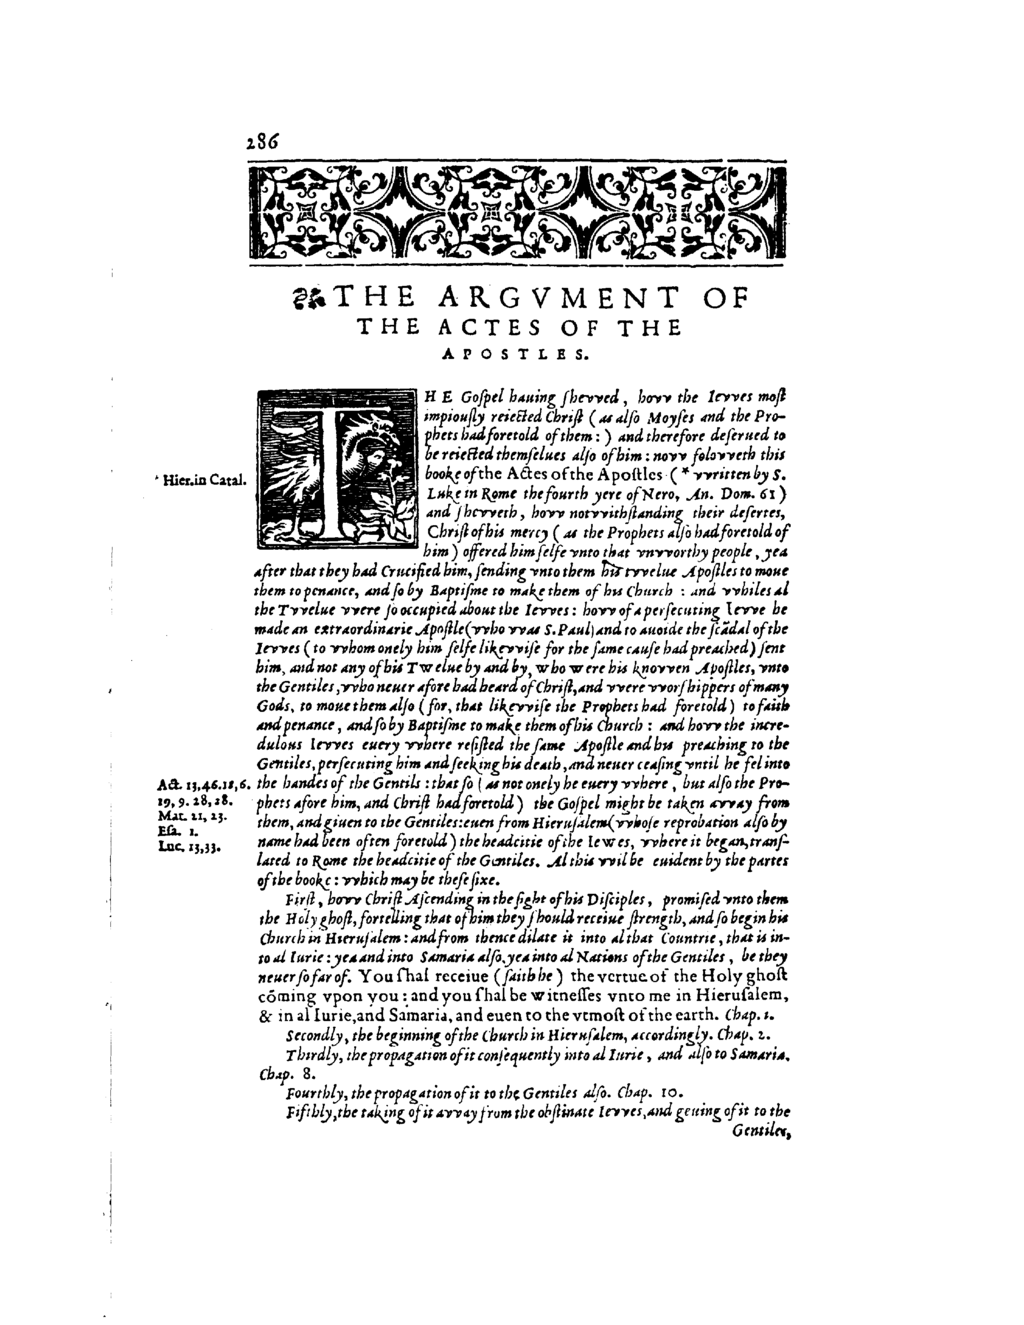 286
THE ARGVMENT OF
THE ACTES OF THE
APOSTLES.
THE Goſpel hauing ſhevved, hovv the Ievves moſt
impiouſly reiected Chriſt (as alſo Moyſes and the Pro-
phets had foretold of them:) and therefore deſerued to
be reiected themſelues alſo of him: novv folovveth this
booke of the Actes of the Apoſtles (* vvritten by S.
* Hier. in Catal.
Luke in Rome the fourth yere of Nero, An. Dom. 61)
and ſhevveth, hovv notvvithſtanding their deſertes,
Chriſt of his mercy (as the Prophets alſo had foretold of
him) offered him ſelfe vnto that vnvvorthy people, yea
after that they had Crucified him, ſending vnto them his tvvelue Apoſtles to moue
them to penance, and ſo by Baptiſme to make them of his Church: and vvhiles al
the Tvvelue vvere ſo occupied about the Ievves: hovv of a perſecuting Ievve he
made an extraordinarie Apoſtle (vvho vvas S. Paul) and to auoide the ſcādal of the
Ievves (to vvhom onely him ſelfe likevviſe for the ſame cauſe had preached) ſent
him, and not any of his Twelue by and by, who were his knovven Apoſtles, vnto
the Gentiles, vvho neuer afore had heard of Chriſt, and vvere vvorſhippers of many
Gods, to moue them alſo (for, that likevviſe the Prophets had foretold) to faith
and penance, and ſo by Baptiſme to make them of his Church: and hovv the incre-
dulous Ievves euery vvhere reſiſted the ſame Apoſtle and his preaching to the
Gentiles, perſecuting him and ſeeking his death, and neuer ceaſing vntil he fel into
the handes of the Gentils: that ſo (as not onely he euery vvhere, but alſo the Pro-
phets afore him, and Chriſt had foretold) the Goſpel might be taken avvay from
them, and giuen to the Gentiles: euen from Hieruſalem (vvhoſe reprobation alſo by
name had been often foretold) the headcitie of the Iewes, vvhere it began, tranſ-
lated to Rome the headcitie of the Gentiles. Al this vvil be euident by the partes
of the booke: vvhich may be theſe ſixe.
Act. 13,46. 18,6.
19,9. 28,28.
Mat. 21, 23.
Eſa. 1.
Luc. 13,33.
Firſt, hovv Chriſt Aſcending in the ſight of his Diſciples, promiſed vnto them
the Holy ghoſt, fortelling that of him they ſhould receiue ſtrength, and ſo begin his
Church in Hieruſalem: and from thence dilate it into al that Countrie, that is in-
to al Iurie: yea and into Samaria alſo, yea into al Nations of the Gentiles, be they
neuer ſo far of. You ſhal receiue (ſaith he) the vertue of the Holy ghoſt
cōming vpon you: and you ſhal be witneſſes vnto me in Hieruſalem,
& in al Iurie, and Samaria, and euen to the vtmoſt of the earth. Chap. 1.
Secondly, the beginning of the Church in Hieruſalem, accordingly. Chap. 2.
Thirdly, the propagation of it conſequently into al Iurie, and alſo to Samaria.
Chap. 8.
Fourthly, the propagation of it to the Gentiles alſo. Chap. 10.
Fifthly, the taking of it avvay from the obſtinate Ievves, and geuing of it to the
Gentiles,